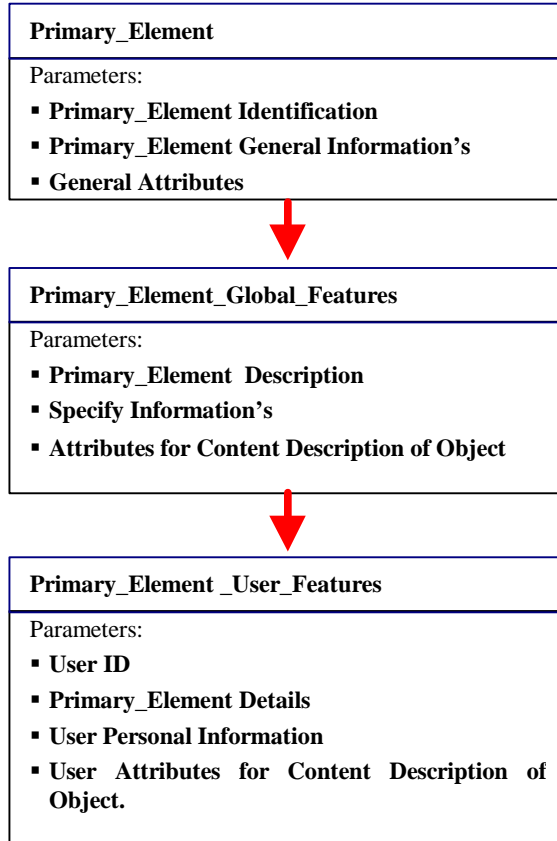 Primary_Element
Parameters:
▪ Primary_Element Identification
▪ Primary_Element General Information's
▪ General Attributes
Primary_Element_Global_Features
Parameters:
▪ Primary_Element Description
▪ Specify Information's
▪ Attributes for Content Description of Object
Primary_Element _User_Features
Parameters:
▪ User ID
▪ Primary_Element Details
▪ User Personal Information
▪ User Attributes for Content Description of
Object.